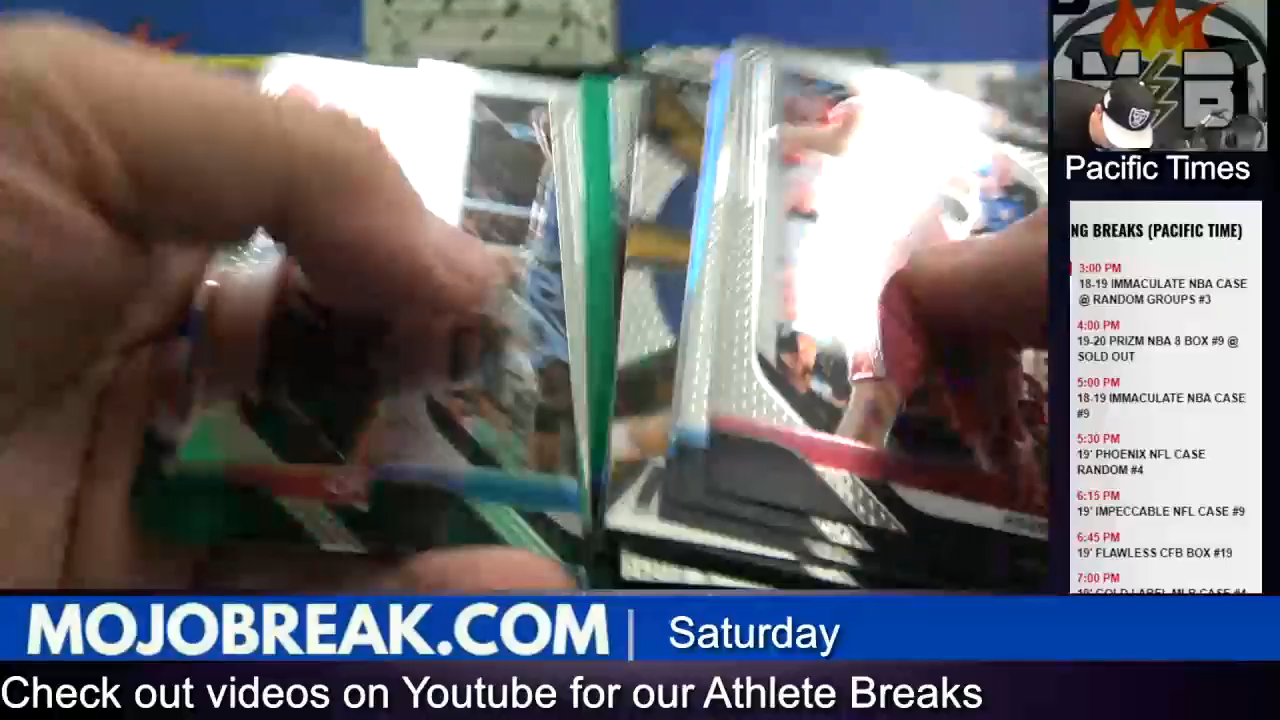 Pacific Times
NG BREAKS (PACIFIC TIME)
3:00 PM
18-19 IMMACULATE NBA CASE
@ RANDOM GROUPS #3
4:00 PM
19-20 PRIZM NBA 8 BOX #9 @
SOLD OUT
5:00 PM
18-19 IMMACULATE NBA CASE
#9
5:30 PM
19' PHOENIX NFL CASE
RANDOM #4
6:15 PM
19' IMPECCABLE NFL CASE #9
6:45 PM
19' FLAWLESS CFB BOX #19
7:00 PM
MOJOBREAK.COM | Saturday
Check out videos on Youtube for our Athlete Breaks